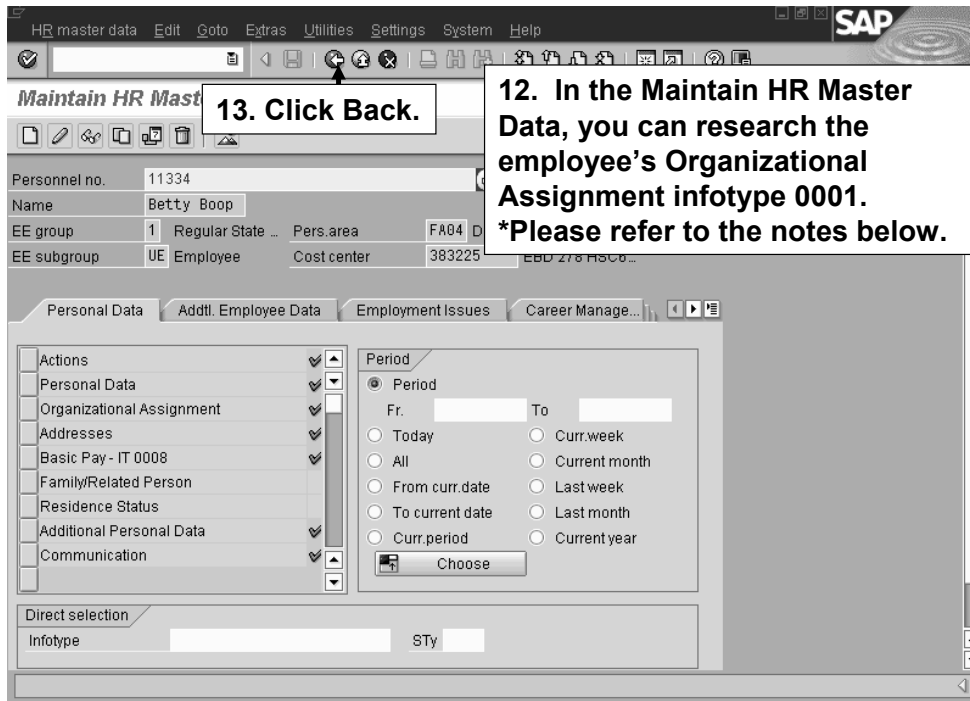 HR master data Edit Goto Extras Utilities Settings System Help
SAP
Maintain HR Mast
13. Click Back.
12. In the Maintain HR Master
Data, you can research the
employee's Organizational
Assignment infotype 0001.
*Please refer to the notes below.
Personnel no. 11334
Name Betty Boop
EE group 1 Regular State ... Pers.area FA04 D
EE subgroup UE Employee Cost center 383225
Personal Data Addtl. Employee Data Employment Issues Career Manage...
Actions
Personal Data
Organizational Assignment
Addresses
Basic Pay - IT 0008
Family/Related Person
Residence Status
Additional Personal Data
Communication
Period
Period
Fr. To
Today Curr.week
All Current month
From curr.date Last week
To current date Last month
Curr.period Current year
Choose
Direct selection
Infotype STy